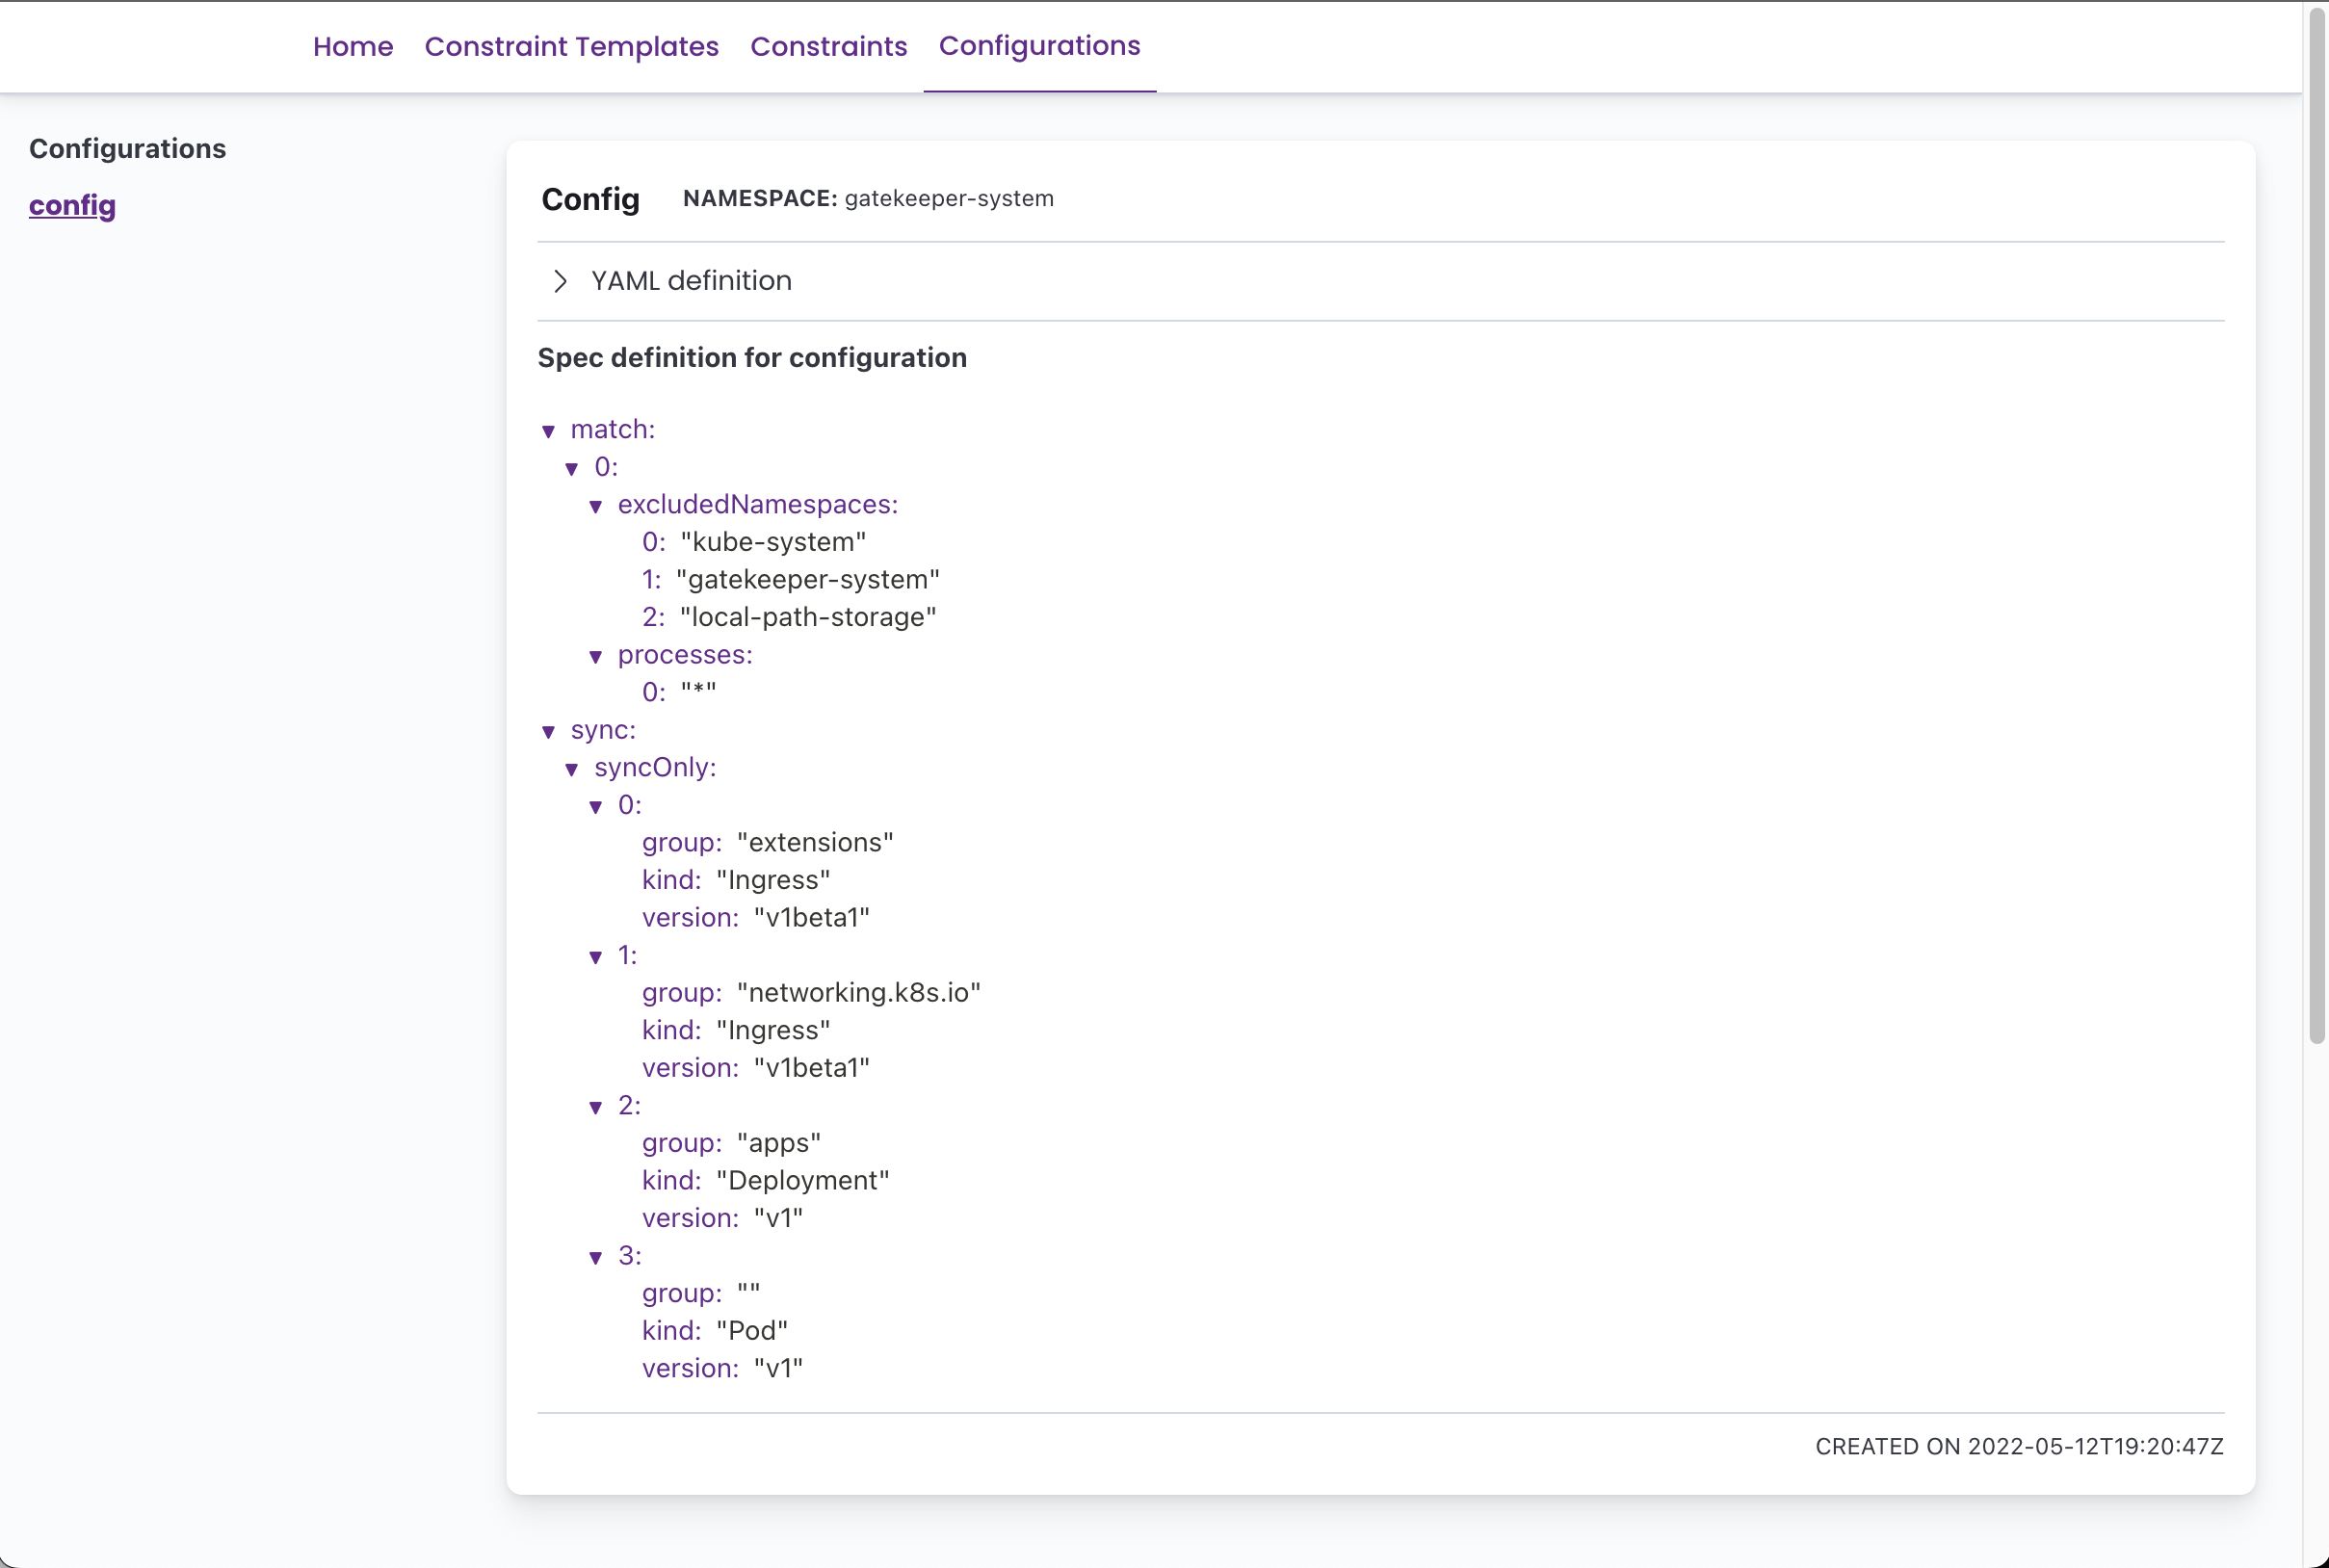 Home Constraint Templates Constraints Configurations
Configurations
config
Config NAMESPACE: gatekeeper-system
YAML definition
Spec definition for configuration
match:
0:
excludedNamespaces:
0: "kube-system"
1: "gatekeeper-system"
2: "local-path-storage"
processes:
0: "*"
sync:
syncOnly:
0:
group: "extensions"
kind: "Ingress"
version: "v1beta1"
1:
group: "networking.k8s.io"
kind: "Ingress"
version: "v1beta1"
2:
group: "apps"
kind: "Deployment"
version: "v1"
3:
group: ""
kind: "Pod"
version: "v1"
CREATED ON 2022-05-12T19:20:47Z